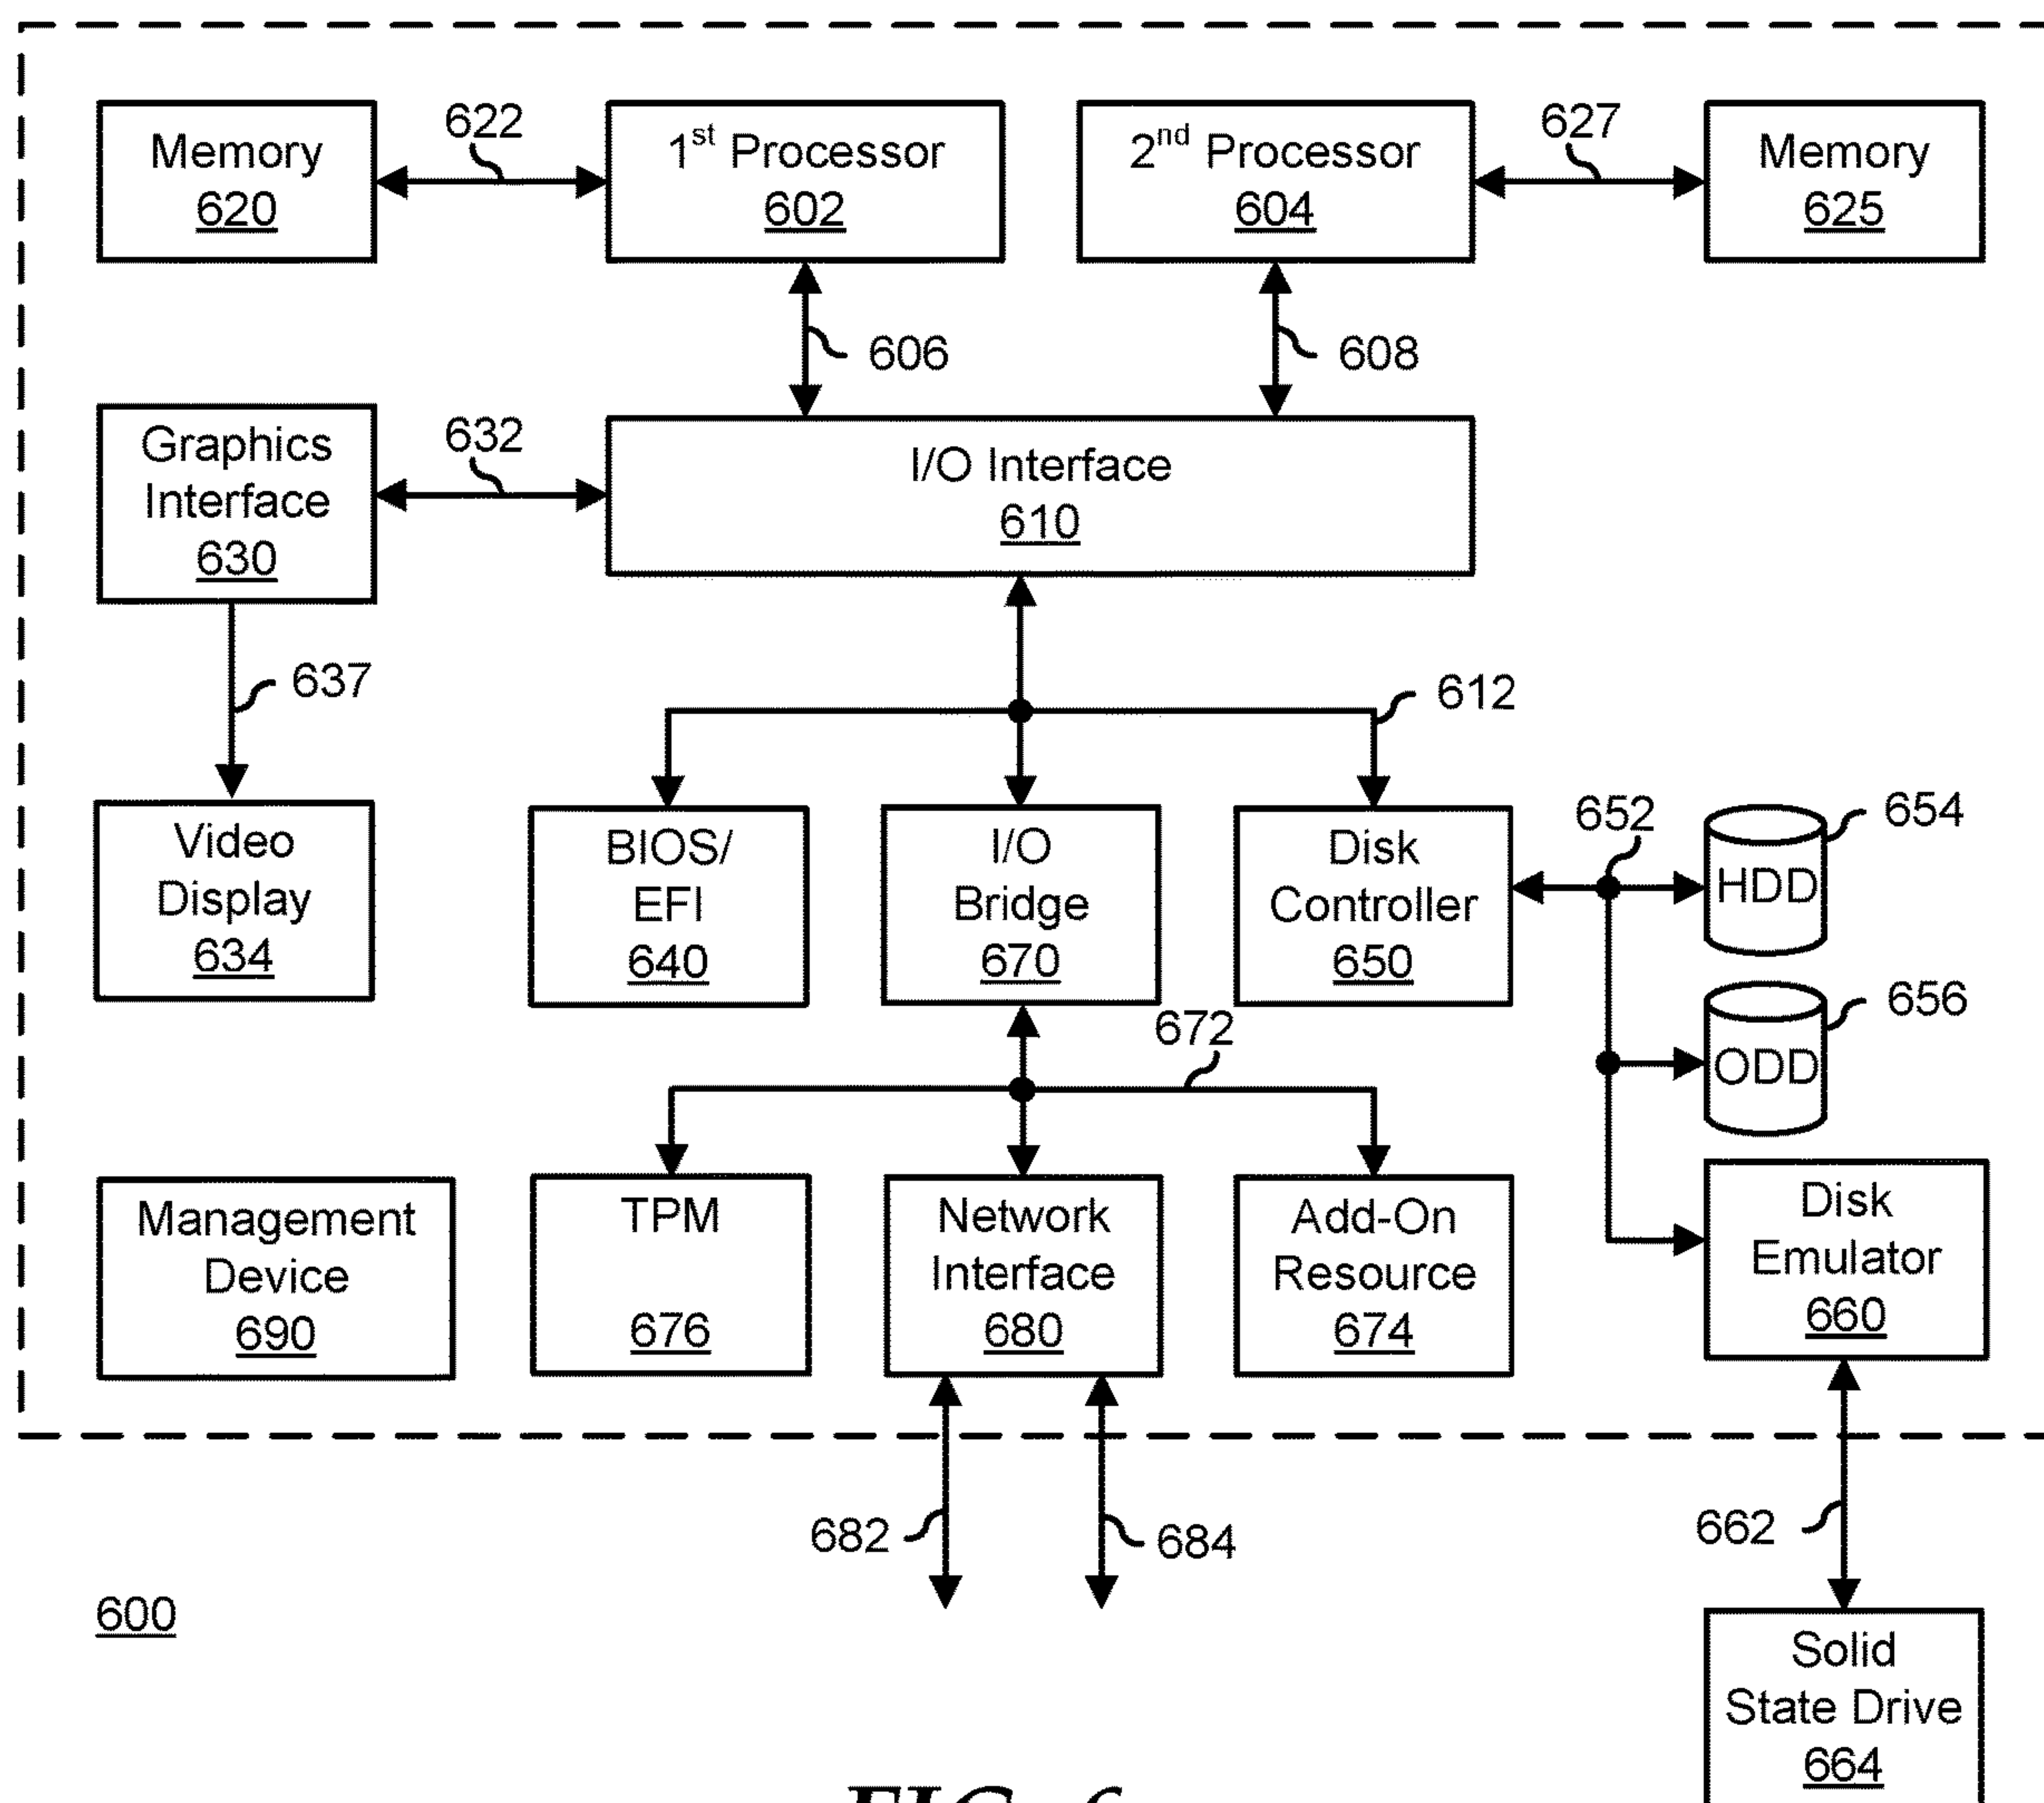 622
627
Memory
620
1st Processor
602
2nd Processor
604
Memory
625
606
608
Graphics
Interface
630
632
I/O Interface
610
637
612
Video
Display
634
BIOS/
EFI
640
I/O
Bridge
670
Disk
Controller
650
652
654
HDD
656
ODD
672
Management
Device
690
TPM
676
Network
Interface
680
Add-On
Resource
674
Disk
Emulator
660
682
684
662
600
Solid
State Drive
664
FIG. 6